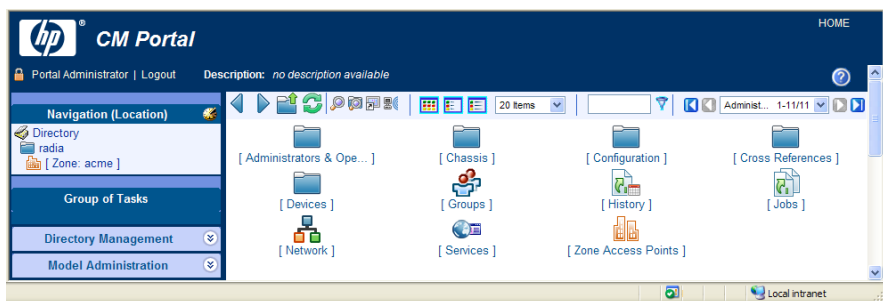 hp CM Portal
HOME
Portal Administrator | Logout
Description: no description available
Navigation (Location)
20 Items
Administ... 1-11/11
Directory
radia
[ Zone: acme ]
[ Administrators & Ope... ]
[ Chassis ]
[ Configuration ]
[ Cross References ]
Group of Tasks
[ Devices ]
[ Groups ]
[ History ]
[ Jobs ]
Directory Management
[ Network ]
[ Services ]
[ Zone Access Points ]
Model Administration
Local intranet